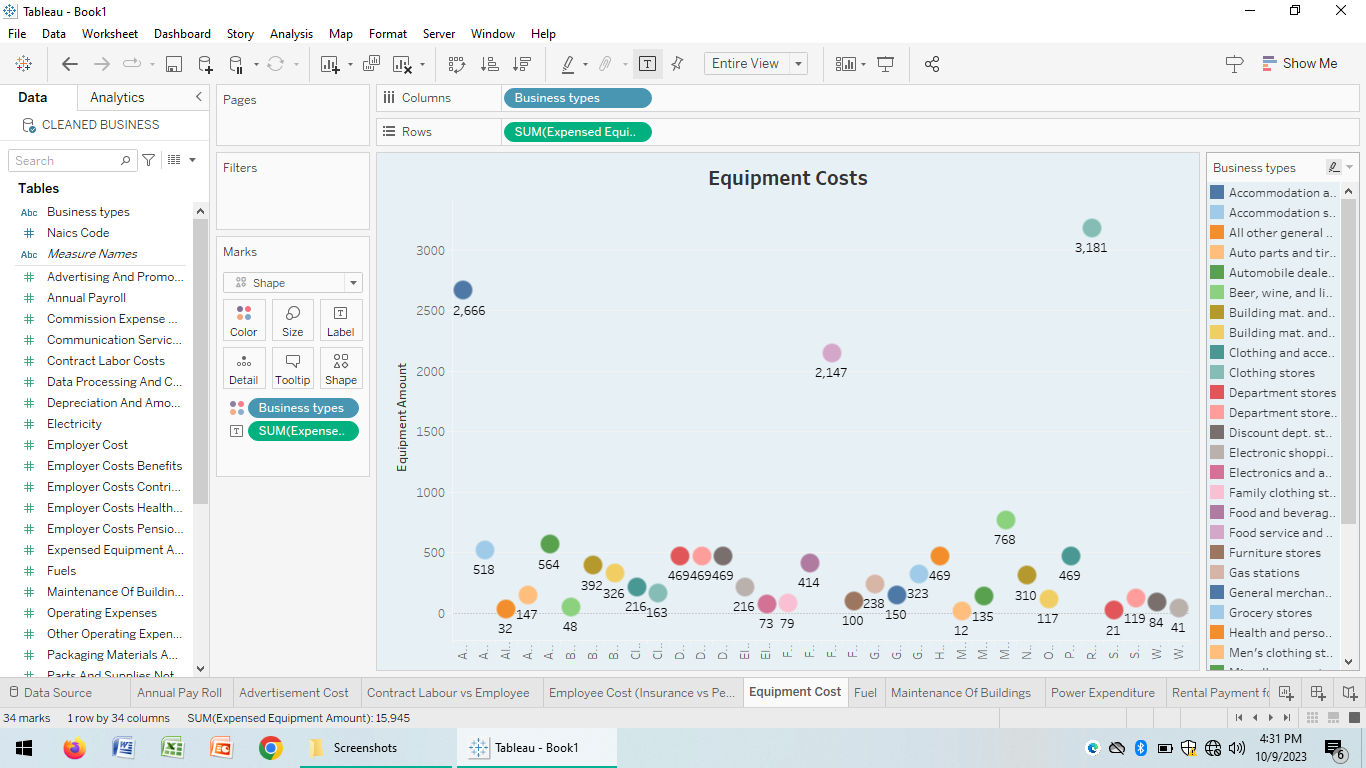 Tableau - Book1
File Data Worksheet Dashboard Story Analysis Map Format Server Window Help
Entire View
Show Me
Data
Analytics
CLEANED BUSINESS
Search
Tables
Abc Business types
Naics Code
Abc Measure Names
Advertising And Promo...
Annual Payroll
Commission Expense ...
Communication Servic...
Contract Labor Costs
Data Processing And C...
Depreciation And Amo...
Electricity
Employer Cost
Employer Costs Benefits
Employer Costs Contri...
Employer Costs Health...
Employer Costs Pensio...
Expensed Equipment A...
Fuels
Maintenance Of Buildin...
Operating Expenses
Other Operating Expen...
Packaging Materials A...
Parts And Supplies Not
Pages
Filters
Marks
Shape
Color Size Label
Detail Tooltip Shape
Business types
SUM(Expense..
Columns
Business types
Rows
SUM(Expensed Equi..
Equipment Costs
Equipment Amount
3000
2500
2000
1500
1000
500
0
2,666
518
32
147
564
48
392
326
216
163
469
469
469
216
73
79
414
2,147
100
238
150
323
469
12
135
768
310
117
469
3,181
21
119
84
41
A.. A.. Al.. A.. A.. B.. B.. B.. Cl.. Cl.. D.. D.. D.. El.. El.. F.. F.. F.. F.. G.. G.. G.. H.. M.. M.. M.. N.. O.. P.. R.. S.. S.. W.. W..
Business types
Accommodation a..
Accommodation s..
All other general ..
Auto parts and tir..
Automobile deale..
Beer, wine, and li..
Building mat. and..
Building mat. and..
Clothing and acce..
Clothing stores
Department stores
Department store..
Discount dept. st..
Electronic shoppi..
Electronics and a..
Family clothing st..
Food and beverag..
Food service and ..
Furniture stores
Gas stations
General merchan..
Grocery stores
Health and perso..
Men's clothing st..
Data Source
Annual Pay Roll
Advertisement Cost
Contract Labour vs Employee
Employee Cost (Insurance vs Pe...
Equipment Cost
Fuel
Maintenance Of Buildings
Power Expenditure
Rental Payment fo
34 marks 1 row by 34 columns SUM(Expensed Equipment Amount): 15,945
Screenshots
Tableau - Book1
4:31 PM
10/9/2023
6